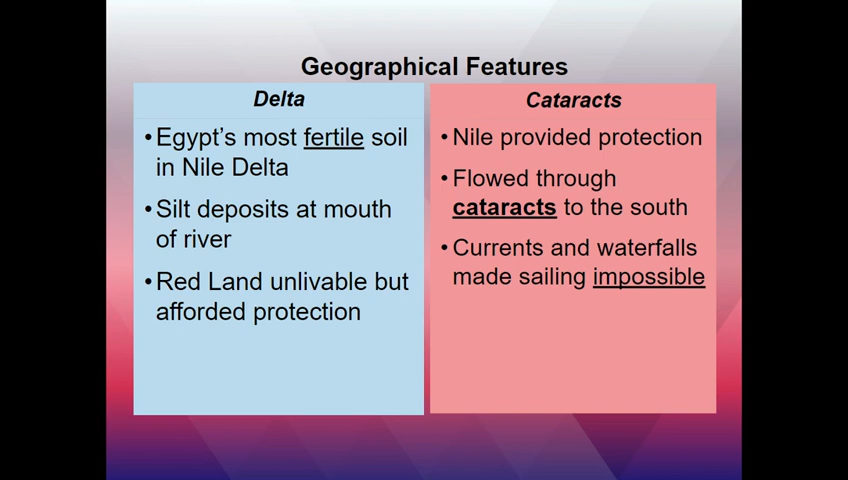 Geographical Features
Delta
•Egypt's most fertile soil
in Nile Delta
•Silt deposits at mouth
of river
•Red Land unlivable but
afforded protection
Cataracts
•Nile provided protection
•Flowed through
cataracts to the south
•Currents and waterfalls
made sailing impossible